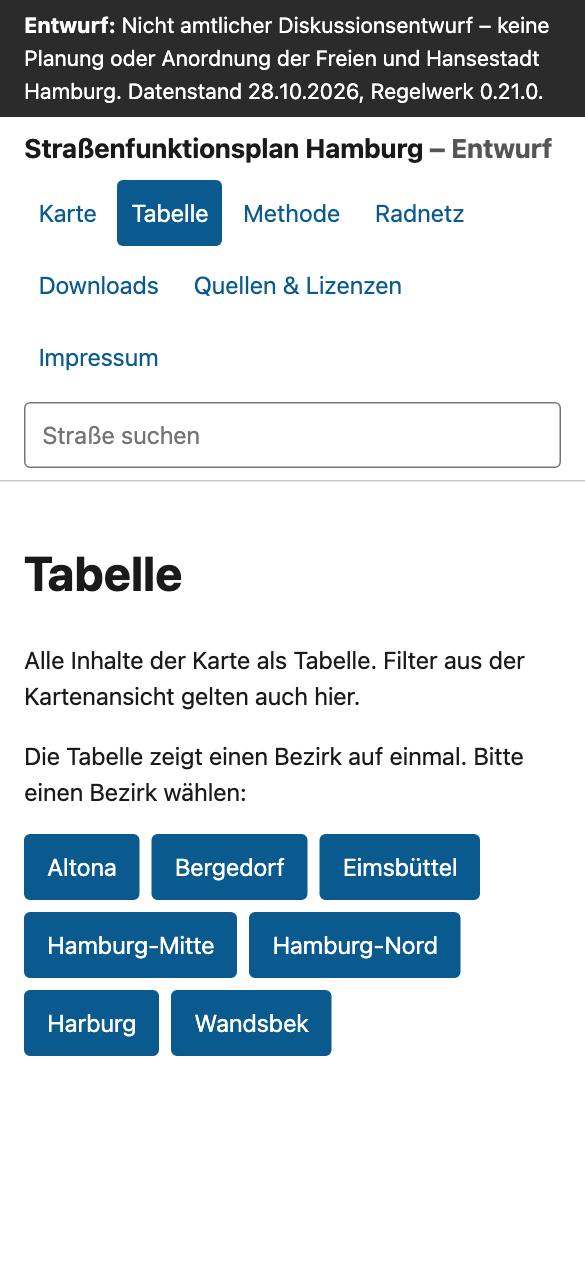 Entwurf: Nicht amtlicher Diskussionsentwurf – keine
Planung oder Anordnung der Freien und Hansestadt
Hamburg. Datenstand 28.10.2026, Regelwerk 0.21.0.
Straßenfunktionsplan Hamburg – Entwurf
Karte Tabelle Methode Radnetz
Downloads Quellen & Lizenzen
Impressum
Straße suchen
Tabelle
Alle Inhalte der Karte als Tabelle. Filter aus der
Kartenansicht gelten auch hier.
Die Tabelle zeigt einen Bezirk auf einmal. Bitte
einen Bezirk wählen:
Altona Bergedorf Eimsbüttel
Hamburg-Mitte Hamburg-Nord
Harburg Wandsbek